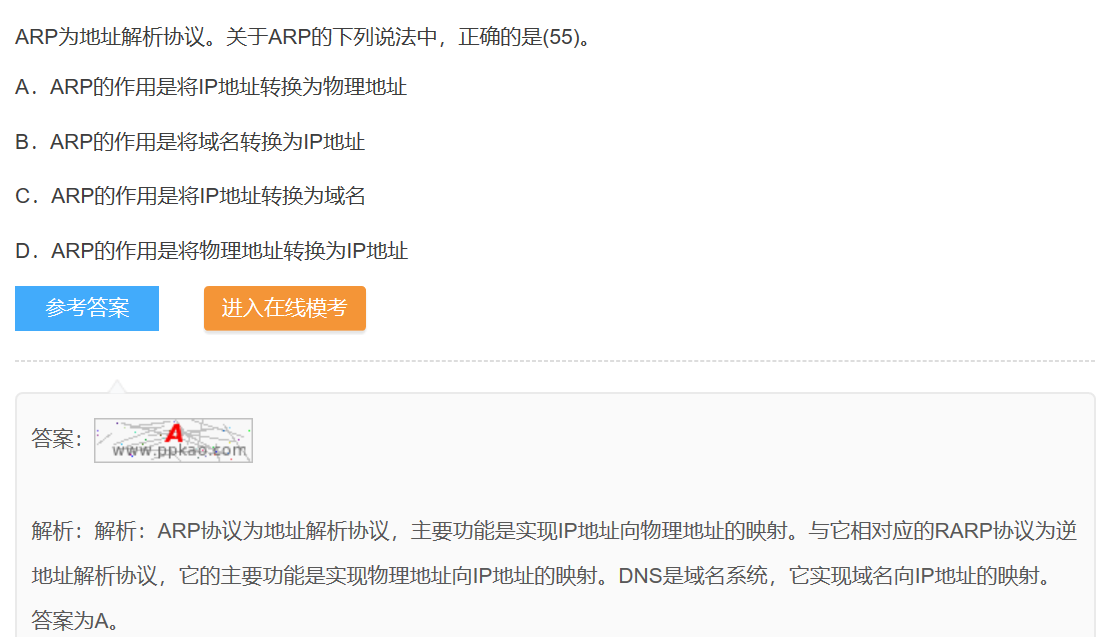 ARP为地址解析协议。关于ARP的下列说法中，正确的是(55)。
A．ARP的作用是将IP地址转换为物理地址
B．ARP的作用是将域名转换为IP地址
C．ARP的作用是将IP地址转换为域名
D．ARP的作用是将物理地址转换为IP地址
参考答案 进入在线模考
答案： A
www.ppkao.com
解析：解析：ARP协议为地址解析协议，主要功能是实现IP地址向物理地址的映射。与它相对应的RARP协议为逆
地址解析协议，它的主要功能是实现物理地址向IP地址的映射。DNS是域名系统，它实现域名向IP地址的映射。
答案为A。